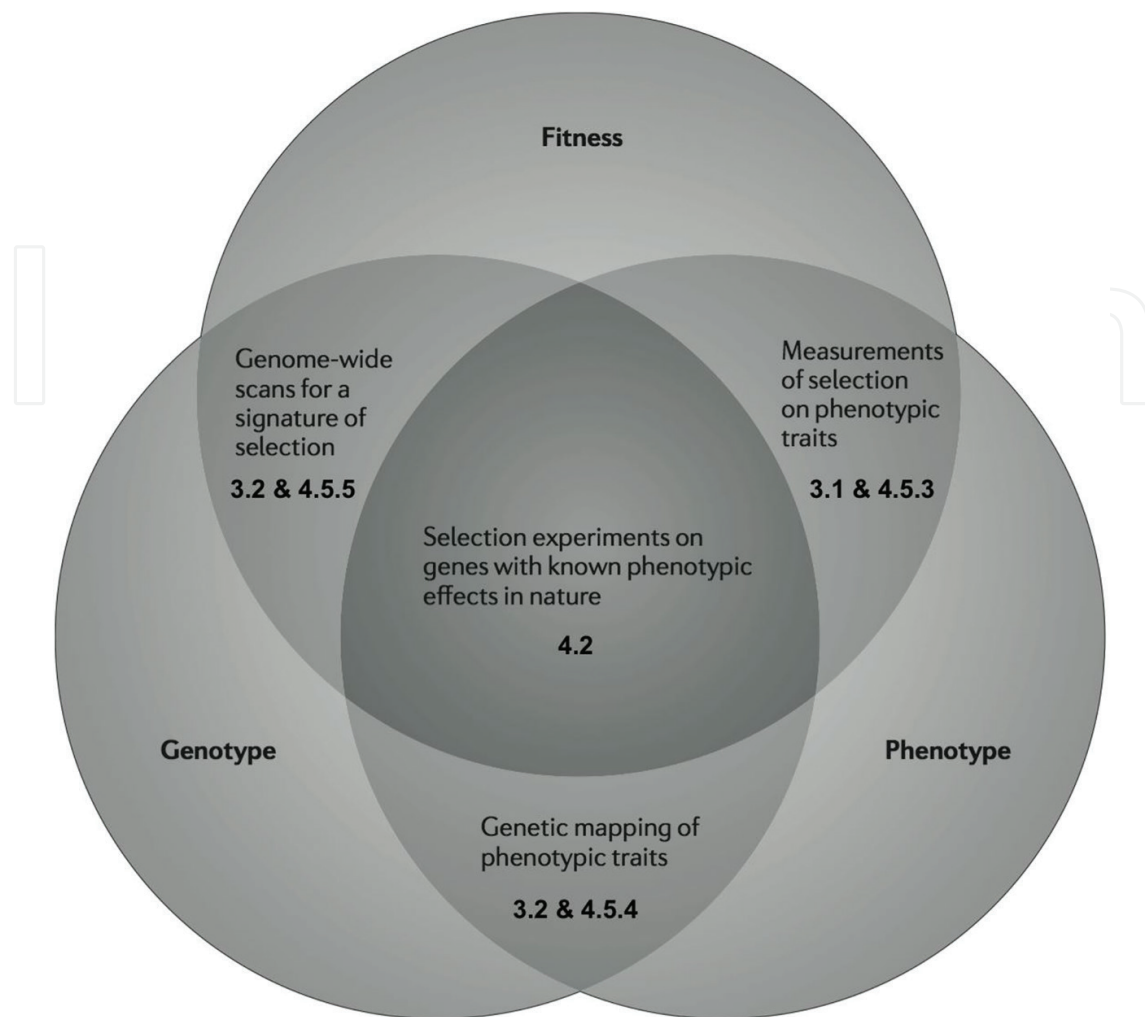 Fitness
Genome-wide
scans for a
signature of
selection
3.2 & 4.5.5
Measurements
of selection
on phenotypic
traits
3.1 & 4.5.3
Selection experiments on
genes with known phenotypic
effects in nature
4.2
Genotype
Phenotype
Genetic mapping of
phenotypic traits
3.2 & 4.5.4